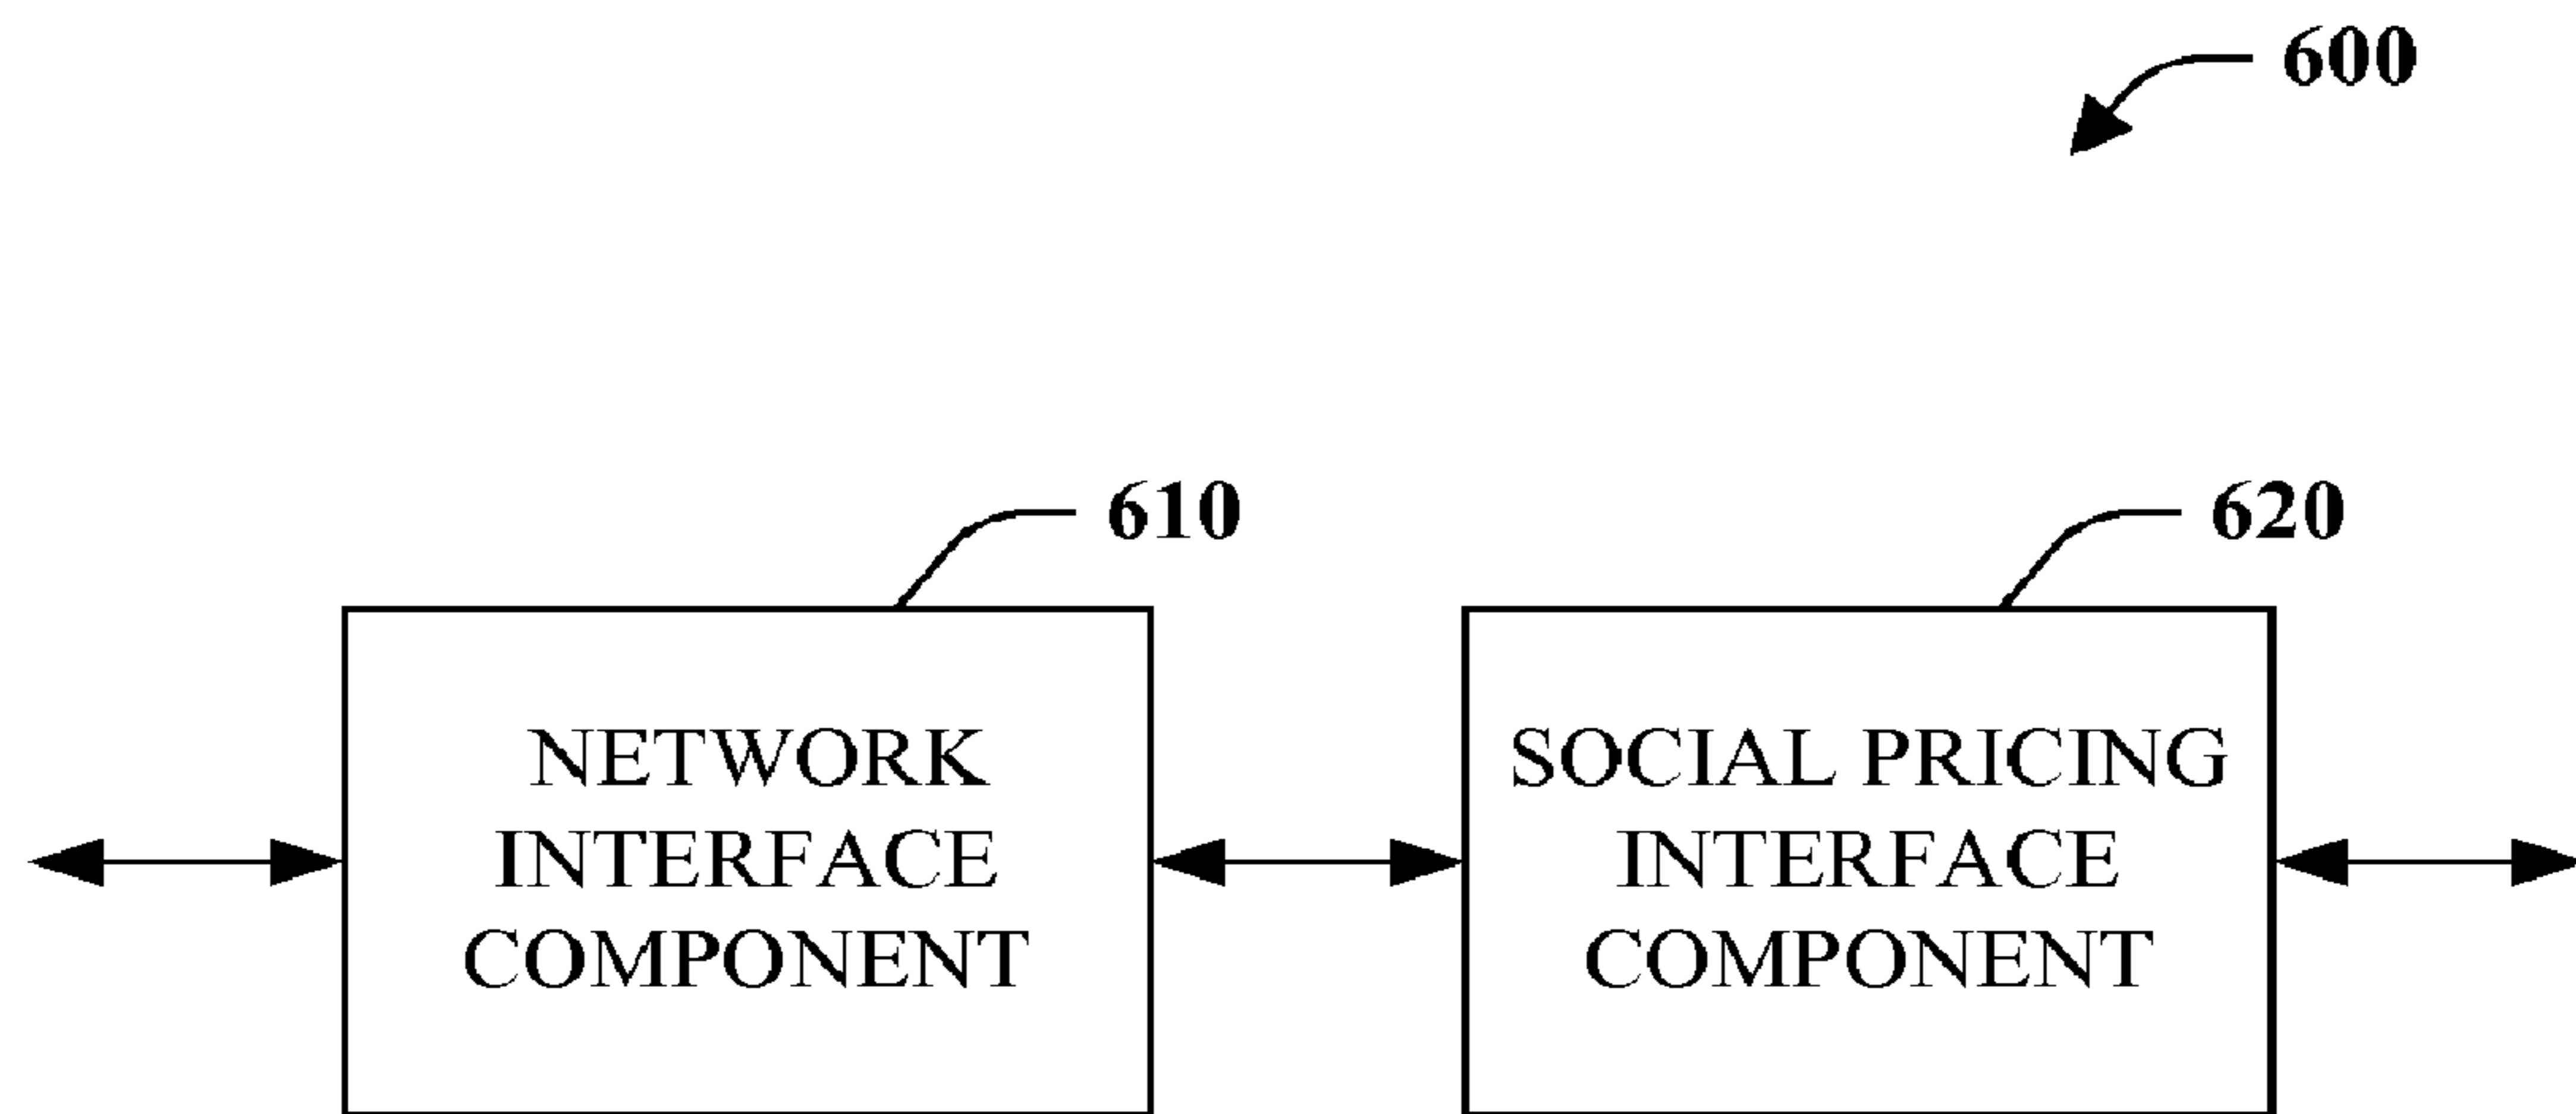 600
610
620
NETWORK
INTERFACE
COMPONENT
SOCIAL PRICING
INTERFACE
COMPONENT